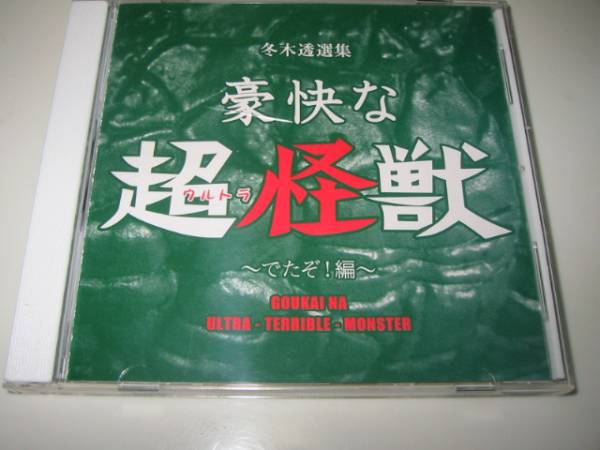 冬木透選集
豪快な
超怪獣
ウルトラ
～でたぞ！編～
GOUKAI NA
ULTRA - TERRIBLE - MONSTER